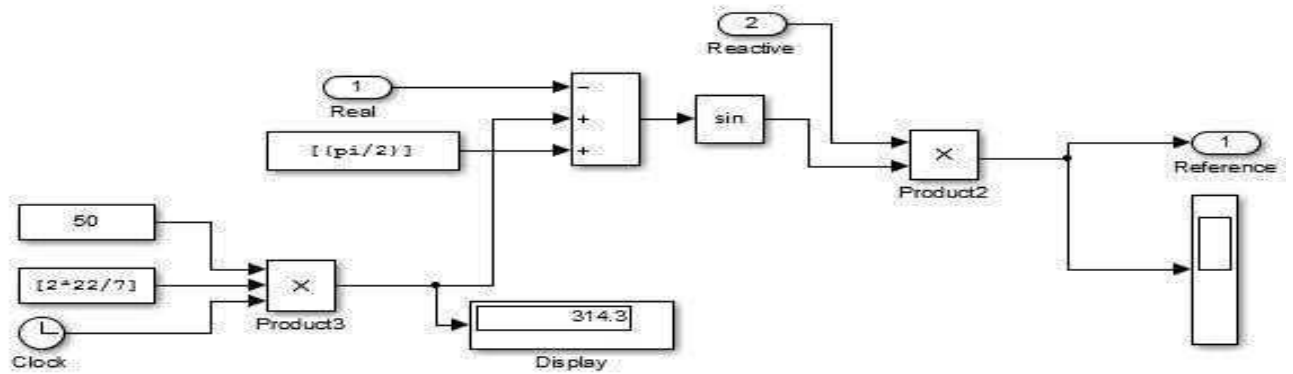 2
Reactive
1
Real
-
+
+
[(pi/2)]
sin
×
Product2
1
Reference
50
[2*22/7]
×
Product3
Clock
314.3
Display